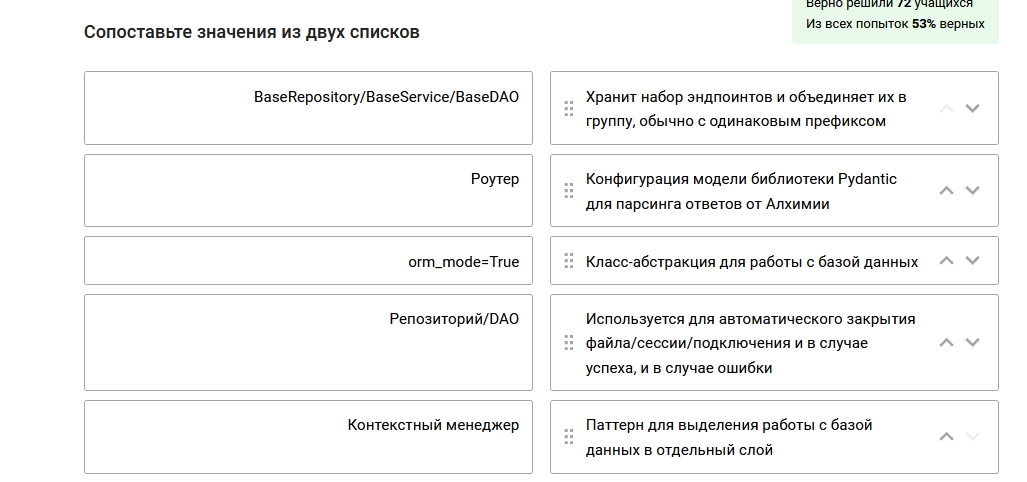 Верно решили 72 учащихся
Из всех попыток 53% верных
Сопоставьте значения из двух списков
BaseRepository/BaseService/BaseDAO
Хранит набор эндпоинтов и объединяет их в
группу, обычно с одинаковым префиксом
Роутер
Конфигурация модели библиотеки Pydantic
для парсинга ответов от Алхимии
orm_mode=True
Класс-абстракция для работы с базой данных
Репозиторий/DAO
Используется для автоматического закрытия
файла/сессии/подключения и в случае
успеха, и в случае ошибки
Контекстный менеджер
Паттерн для выделения работы с базой
данных в отдельный слой